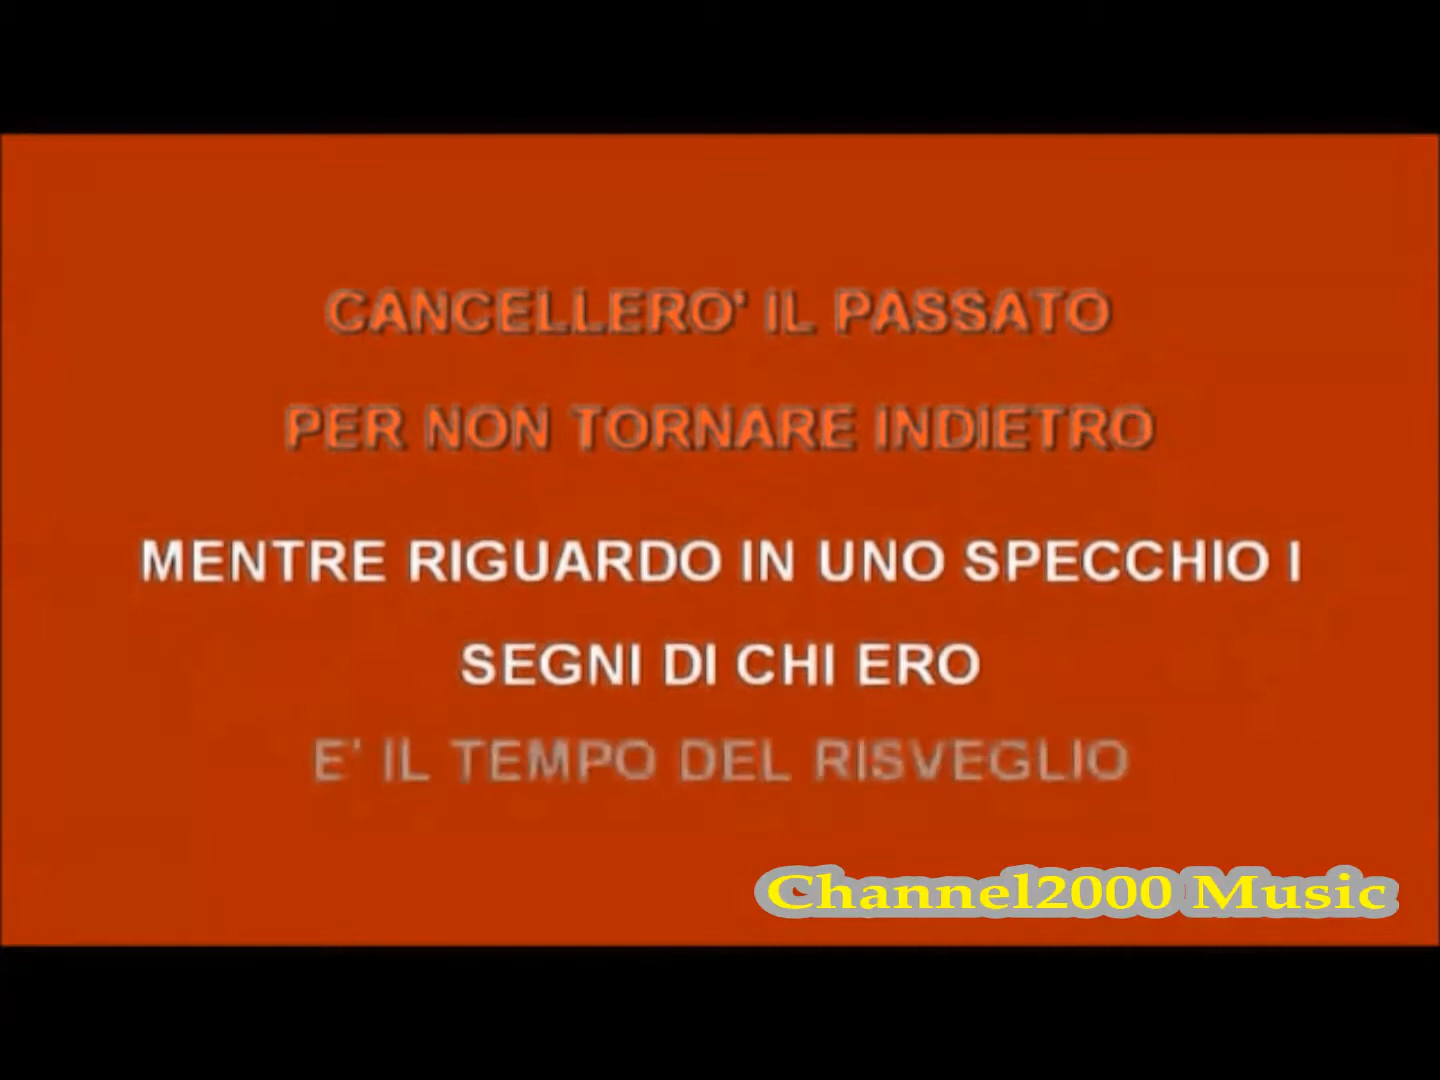 CANCELLERO' IL PASSATO
PER NON TORNARE INDIETRO
MENTRE RIGUARDO IN UNO SPECCHIO I
SEGNI DI CHI ERO
E' IL TEMPO DEL RISVEGLIO
Channel2000 Music